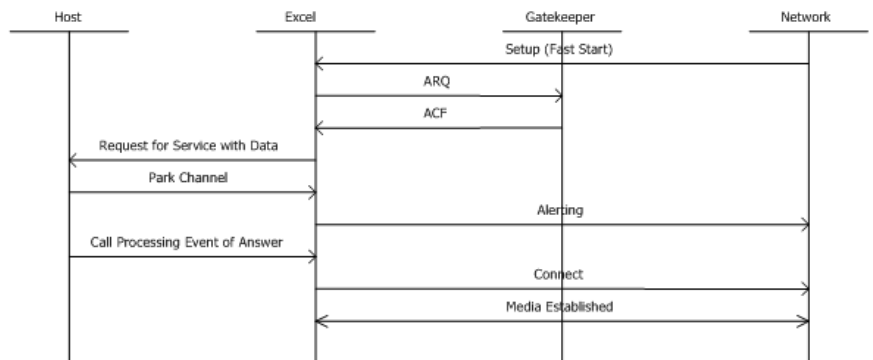 Host
Excel
Gatekeeper
Network
Setup (Fast Start)
ARQ
ACF
Request for Service with Data
Park Channel
Alerting
Call Processing Event of Answer
Connect
Media Established